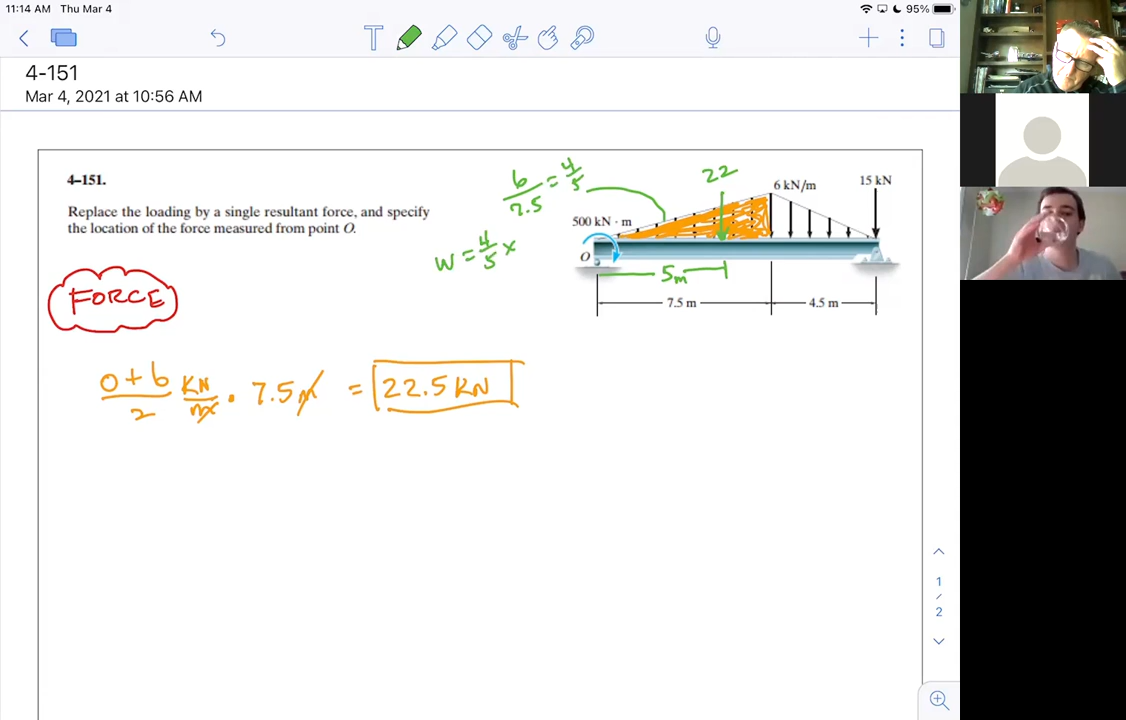 11:14 AM Thu Mar 4
95%
4-151
Mar 4, 2021 at 10:56 AM
4–151.
Replace the loading by a single resultant force, and specify
the location of the force measured from point O.
FORCE
6/7.5 = 4/5
w = 4/5 x
22
6 kN/m
15 kN
500 kN · m
O
5m
7.5 m
4.5 m
0+6/2 KN/m · 7.5m = 22.5 KN
1
/
2